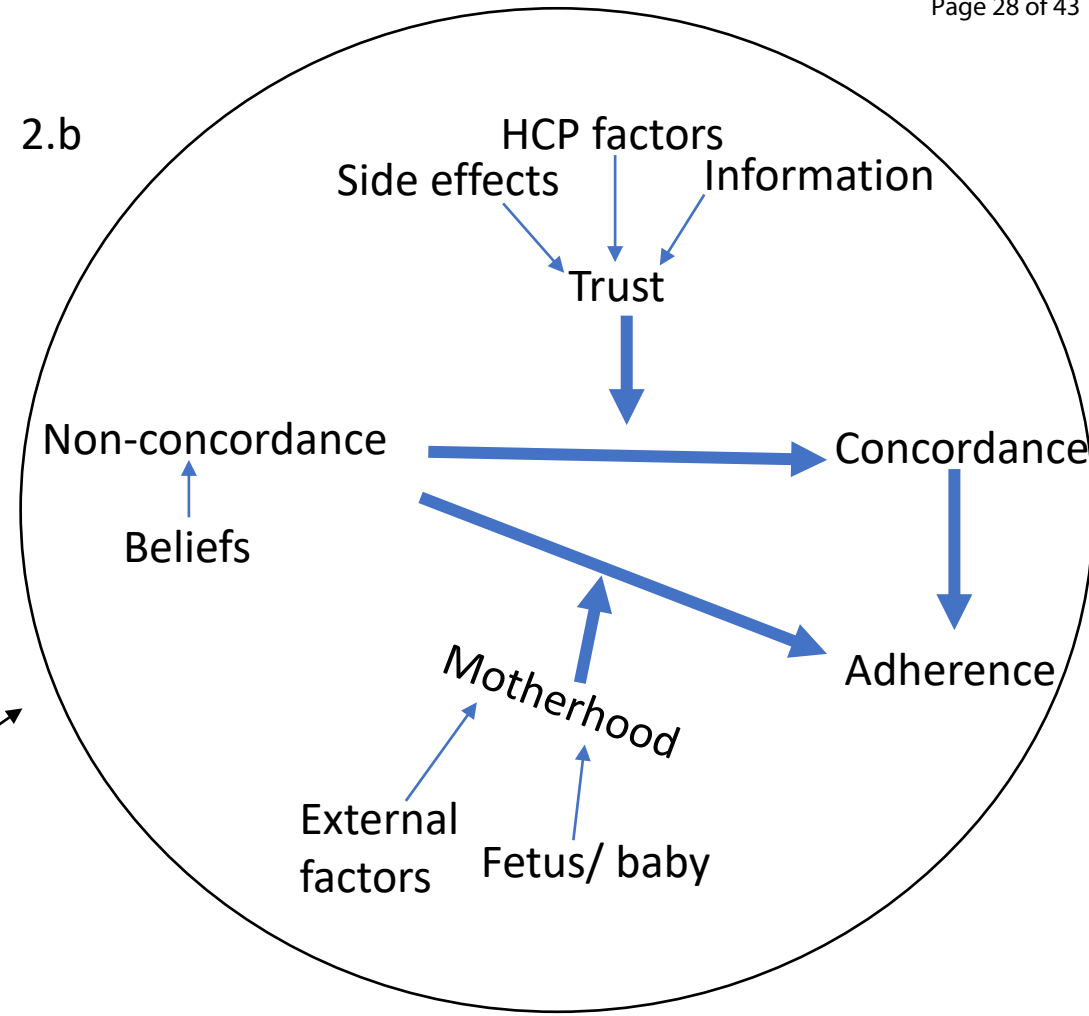 Page 28 of 43
2.b
HCP factors
Side effects
Information
Trust
Non-concordance
Concordance
Beliefs
Adherence
Motherhood
External
factors
Fetus/ baby